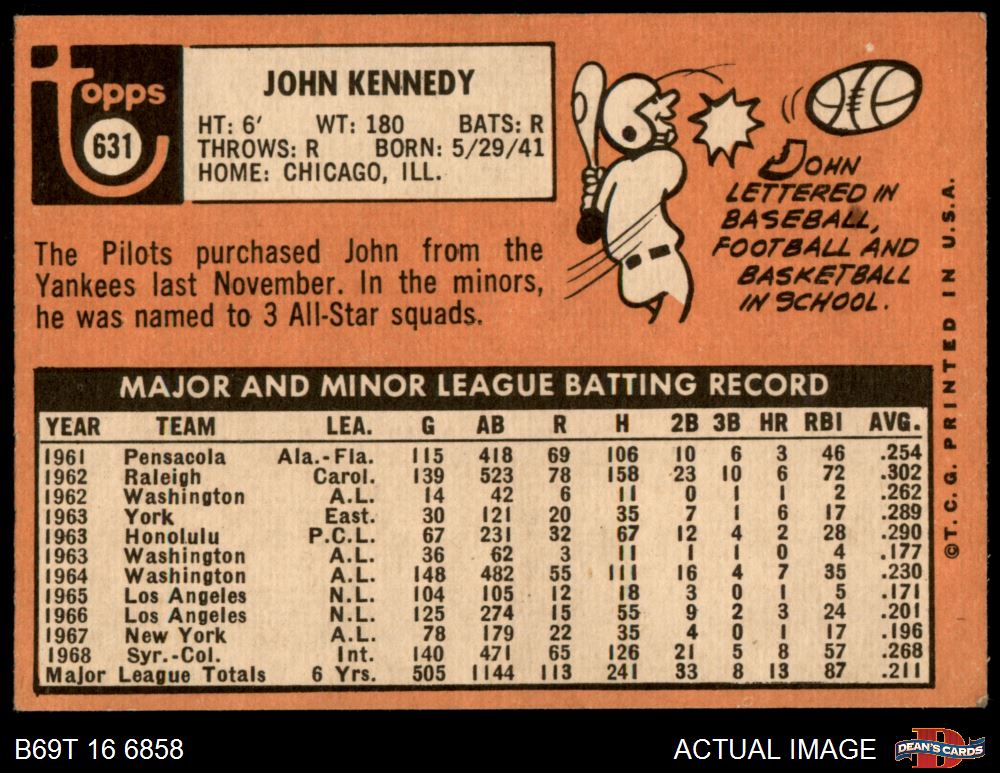 topps
631
JOHN KENNEDY
HT: 6' WT: 180 BATS: R
THROWS: R BORN: 5/29/41
HOME: CHICAGO, ILL.
The Pilots purchased John from the
Yankees last November. In the minors,
he was named to 3 All-Star squads.
JOHN
LETTERED IN
BASEBALL,
FOOTBALL AND
BASKETBALL
IN SCHOOL.
MAJOR AND MINOR LEAGUE BATTING RECORD
YEAR TEAM LEA. G AB R H 2B 3B HR RBI AVG.
1961 Pensacola Ala.-Fla. 115 418 69 106 10 6 3 46 .254
1962 Raleigh Carol. 139 523 78 158 23 10 6 72 .302
1962 Washington A.L. 14 42 6 11 0 1 1 2 .262
1963 York East. 30 121 20 35 7 1 6 17 .289
1963 Honolulu P.C.L. 67 231 32 67 12 4 2 28 .290
1963 Washington A.L. 36 62 3 11 1 1 0 4 .177
1964 Washington A.L. 148 482 55 111 16 4 7 35 .230
1965 Los Angeles N.L. 104 105 12 18 3 0 1 5 .171
1966 Los Angeles N.L. 125 274 15 55 9 2 3 24 .201
1967 New York A.L. 78 179 22 35 4 0 1 17 .196
1968 Syr.-Col. Int. 140 471 65 126 21 5 8 57 .268
Major League Totals 6 Yrs. 505 1144 113 241 33 8 13 87 .211
©T.C.G. PRINTED IN U.S.A.
B69T 16 6858
ACTUAL IMAGE
D
DEAN'S CARDS